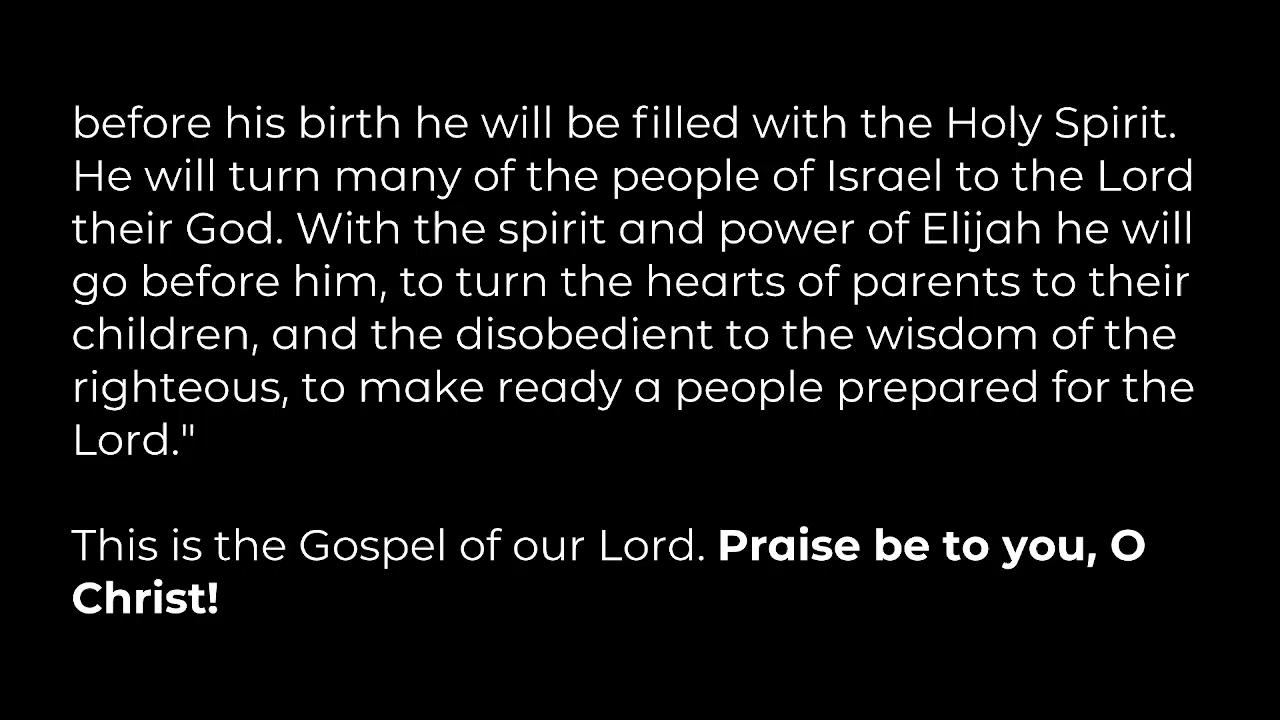 before his birth he will be filled with the Holy Spirit.
He will turn many of the people of Israel to the Lord
their God. With the spirit and power of Elijah he will
go before him, to turn the hearts of parents to their
children, and the disobedient to the wisdom of the
righteous, to make ready a people prepared for the
Lord."
This is the Gospel of our Lord. Praise be to you, O
Christ!